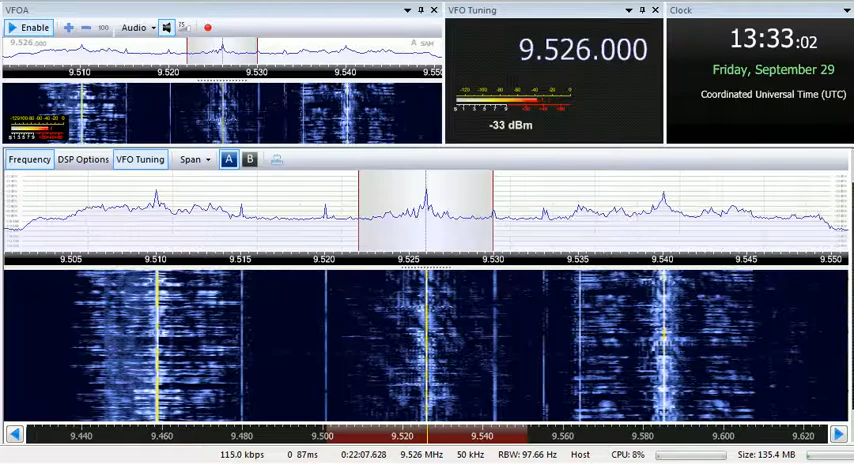 VFOA
Enable
100
Audio
75
9.526.000
A SAM
9.510 9.520 9.530 9.540 9.550
VFO Tuning
9.526.000
-33 dBm
Clock
13:33:02
Friday, September 29
Coordinated Universal Time (UTC)
Frequency DSP Options VFO Tuning Span A B
9.505 9.510 9.515 9.520 9.525 9.530 9.535 9.540 9.545 9.550
9.440 9.460 9.480 9.500 9.520 9.540 9.560 9.580 9.600 9.620
115.0 kbps 0 87ms 0:22:07.628 9.526 MHz 50 kHz RBW: 97.66 Hz Host CPU: 8% Size: 135.4 MB